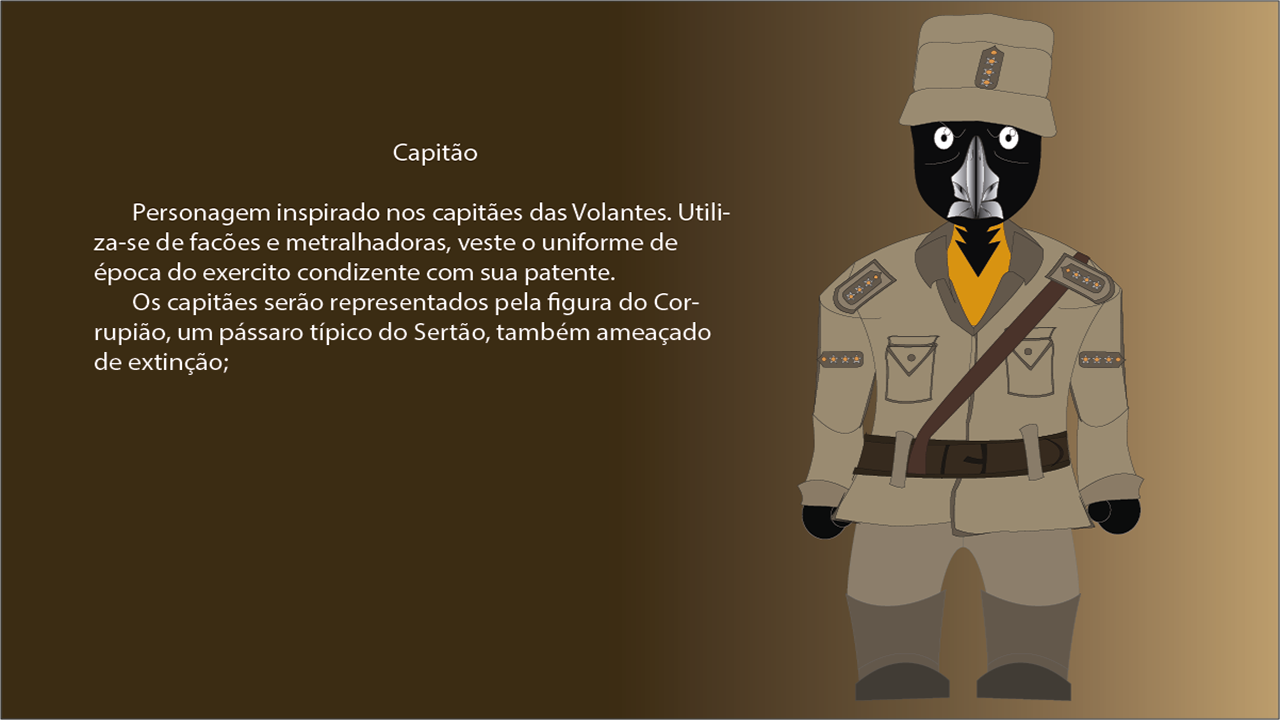 Capitão
Personagem inspirado nos capitães das Volantes. Utili-
za-se de facões e metralhadoras, veste o uniforme de
época do exercito condizente com sua patente.
Os capitães serão representados pela figura do Cor-
rupião, um pássaro típico do Sertão, também ameaçado
de extinção;